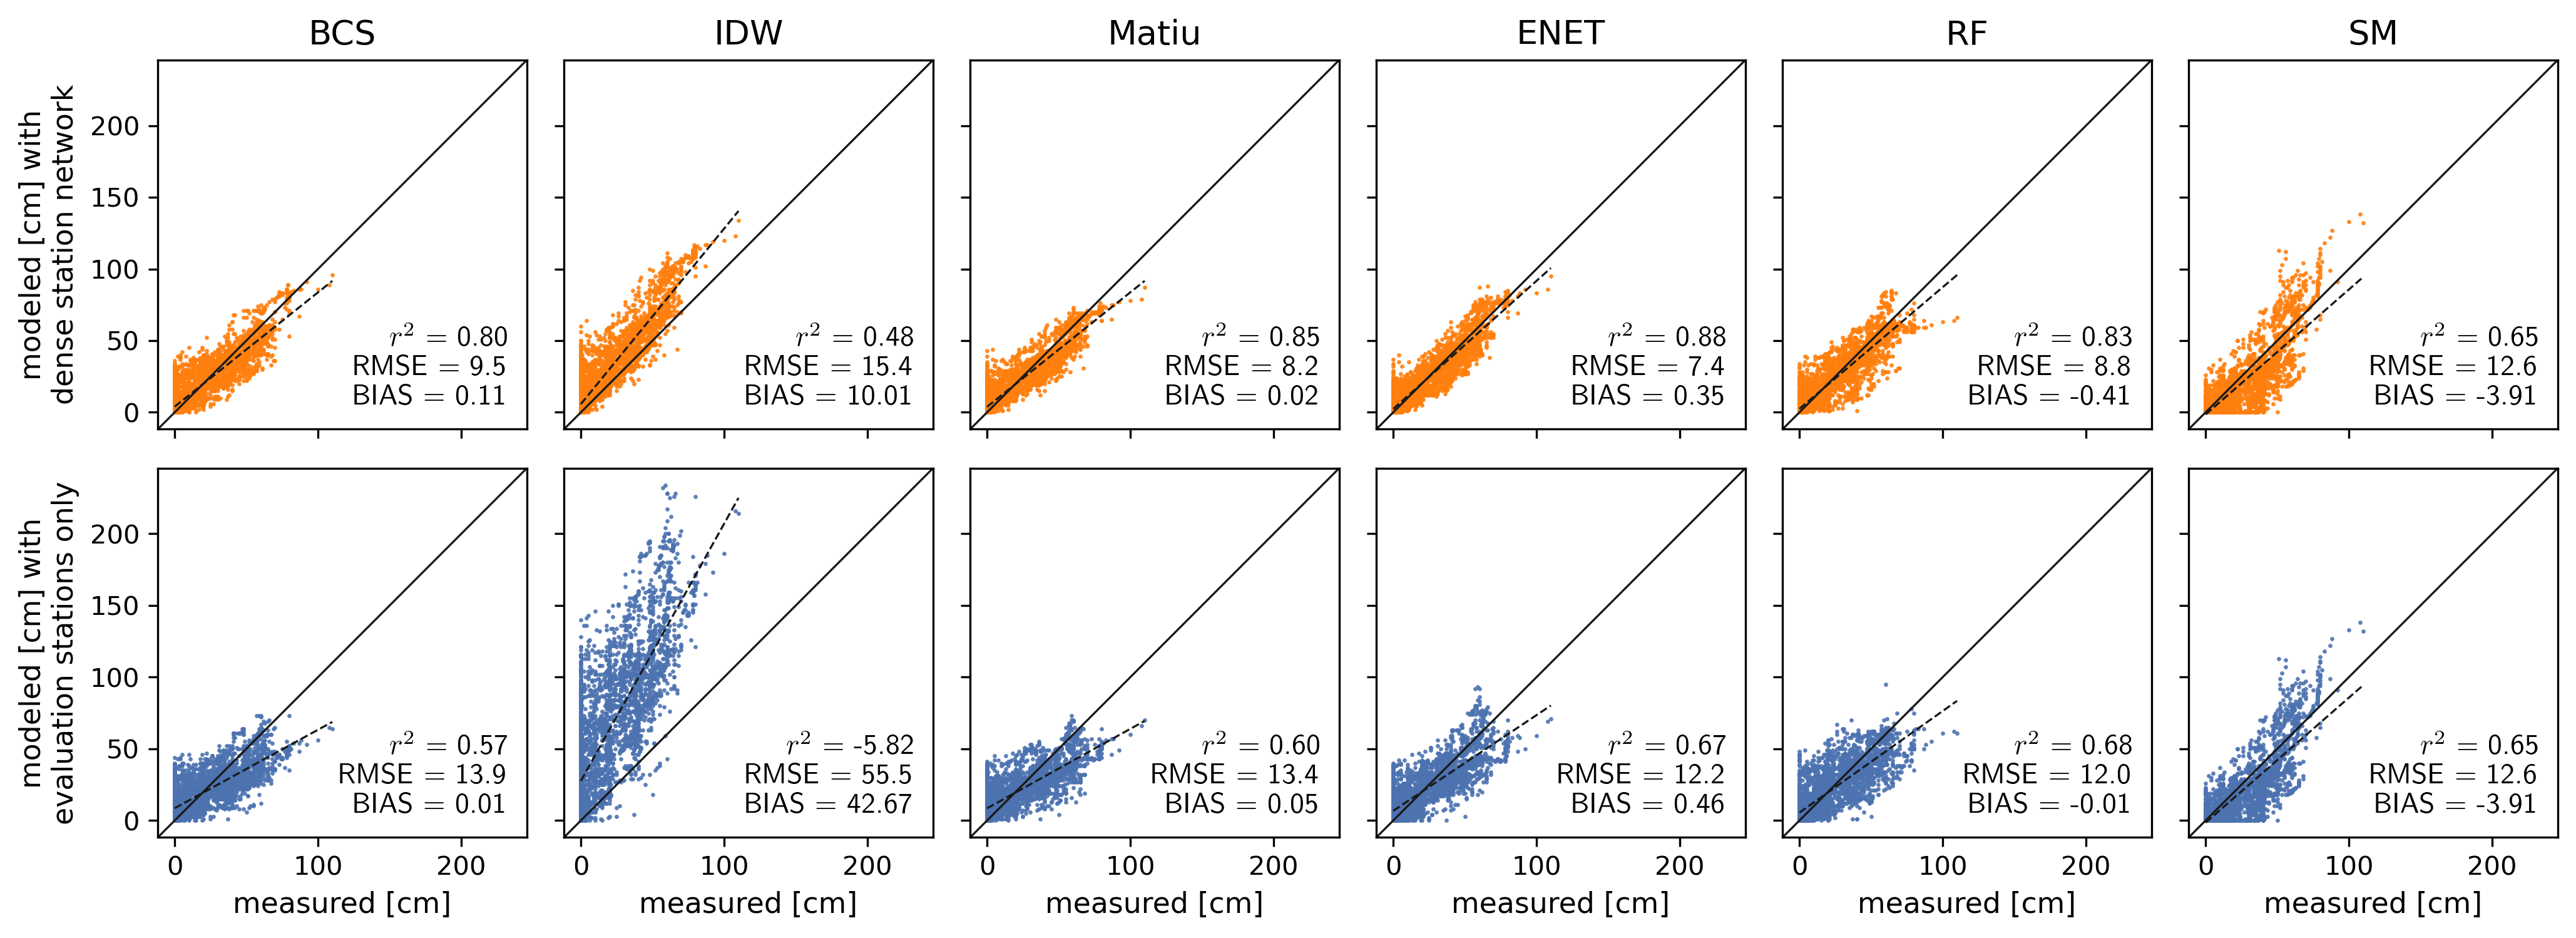 BCS
IDW
Matiu
ENET
RF
SM
modeled [cm] with
dense station network
200
150
100
50
0
r² = 0.80
RMSE = 9.5
BIAS = 0.11
r² = 0.48
RMSE = 15.4
BIAS = 10.01
r² = 0.85
RMSE = 8.2
BIAS = 0.02
r² = 0.88
RMSE = 7.4
BIAS = 0.35
r² = 0.83
RMSE = 8.8
BIAS = -0.41
r² = 0.65
RMSE = 12.6
BIAS = -3.91
modeled [cm] with
evaluation stations only
200
150
100
50
0
r² = 0.57
RMSE = 13.9
BIAS = 0.01
r² = -5.82
RMSE = 55.5
BIAS = 42.67
r² = 0.60
RMSE = 13.4
BIAS = 0.05
r² = 0.67
RMSE = 12.2
BIAS = 0.46
r² = 0.68
RMSE = 12.0
BIAS = -0.01
r² = 0.65
RMSE = 12.6
BIAS = -3.91
0 100 200
0 100 200
0 100 200
0 100 200
0 100 200
0 100 200
measured [cm]
measured [cm]
measured [cm]
measured [cm]
measured [cm]
measured [cm]